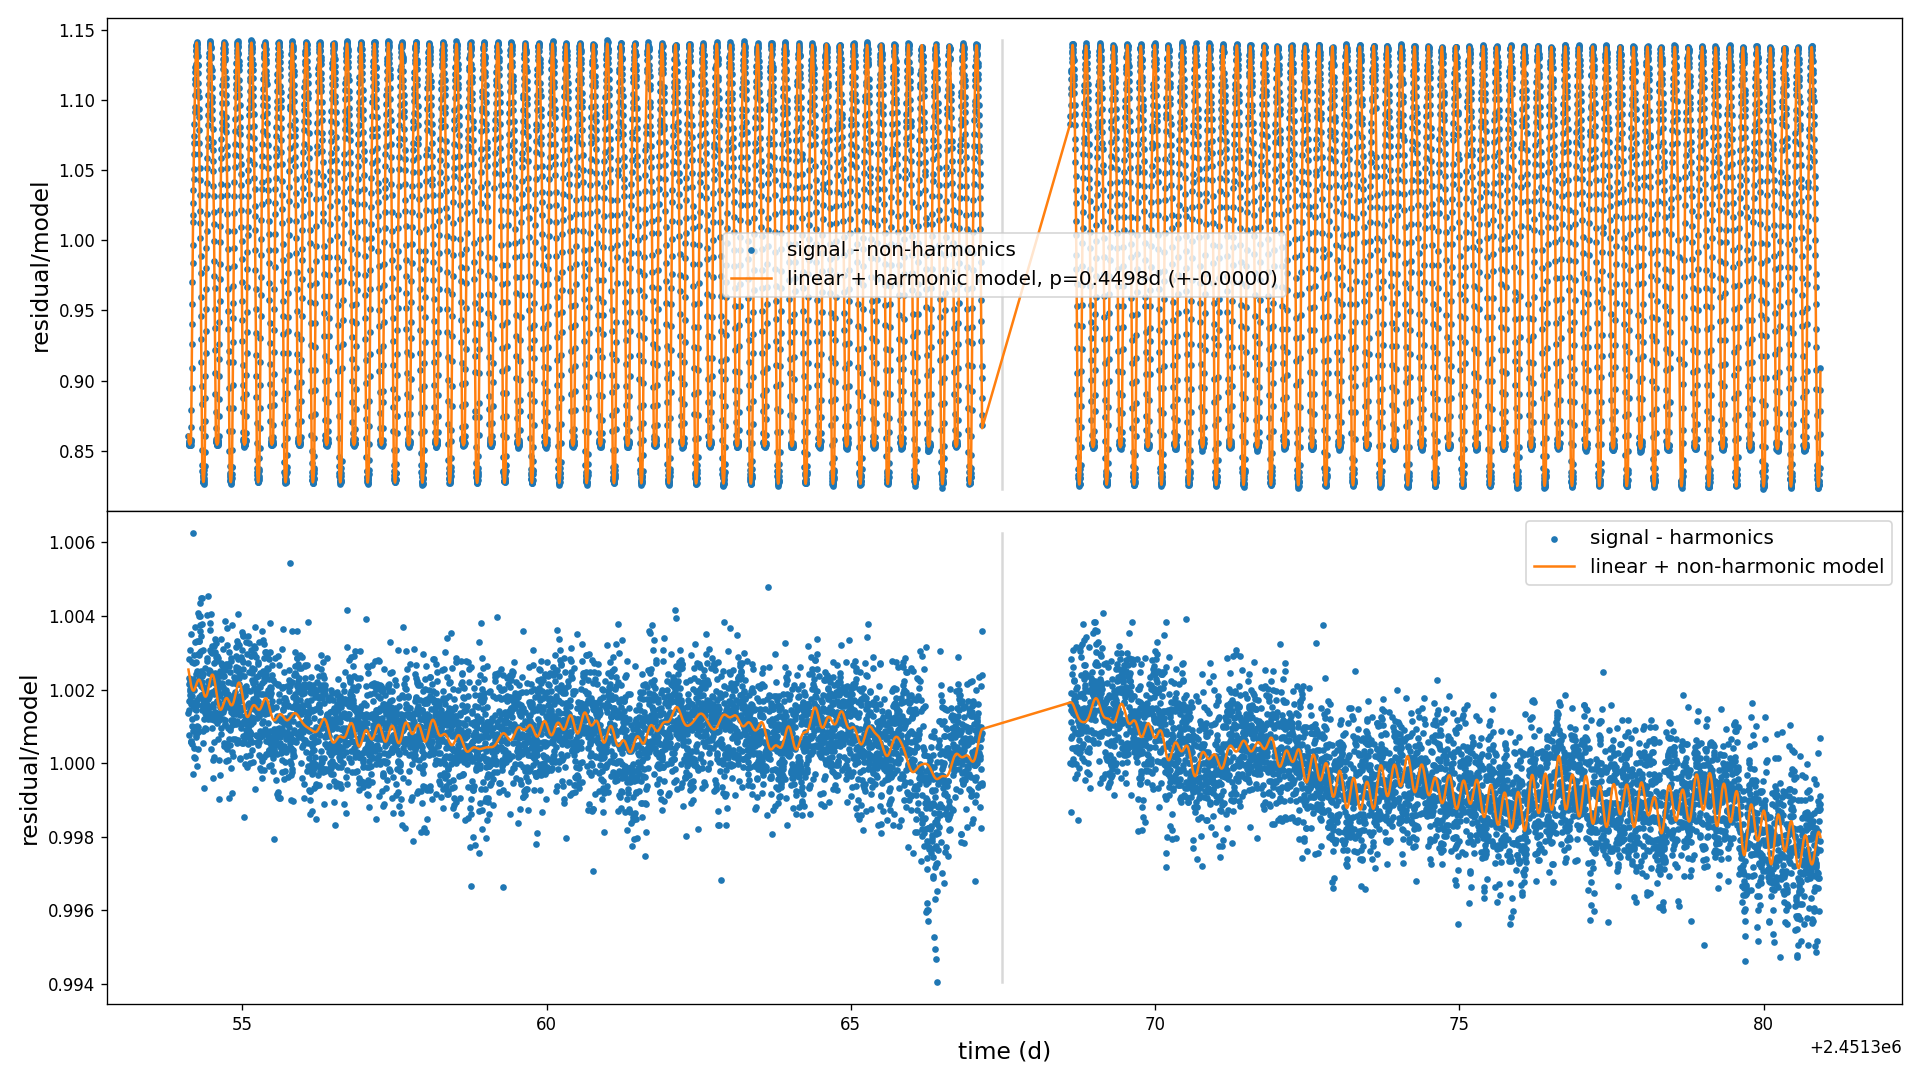 1.15
1.10
1.05
1.00
0.95
0.90
0.85
residual/model
signal - non-harmonics
linear + harmonic model, p=0.4498d (+-0.0000)
1.006
1.004
1.002
1.000
0.998
0.996
0.994
residual/model
signal - harmonics
linear + non-harmonic model
55 60 65 70 75 80
time (d)
+2.4513e6